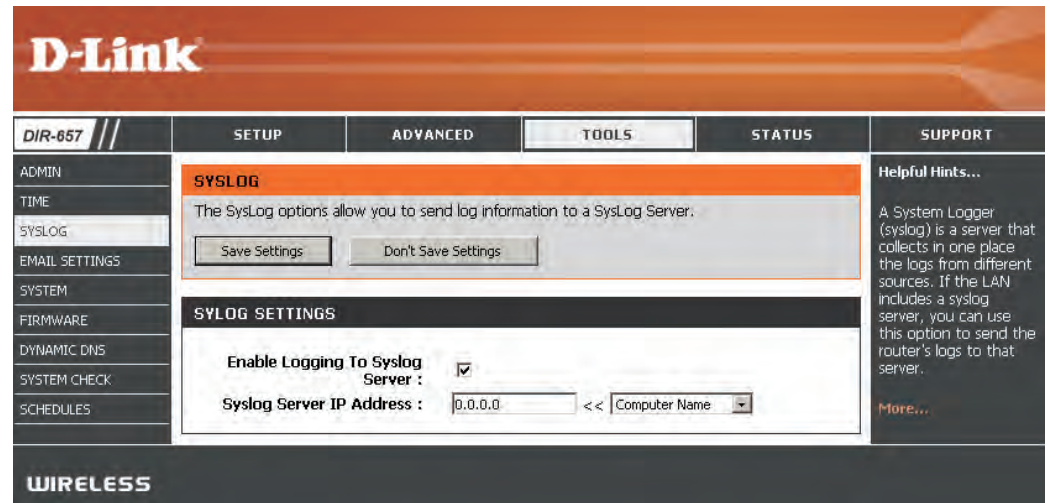 D-Link
DIR-657
SETUP
ADVANCED
TOOLS
STATUS
SUPPORT
ADMIN
TIME
SYSLOG
EMAIL SETTINGS
SYSTEM
FIRMWARE
DYNAMIC DNS
SYSTEM CHECK
SCHEDULES
SYSLOG
The SysLog options allow you to send log information to a SysLog Server.
Save Settings
Don't Save Settings
SYLOG SETTINGS
Enable Logging To Syslog
Server :
Syslog Server IP Address :
0.0.0.0
<<
Computer Name
Helpful Hints...
A System Logger
(syslog) is a server that
collects in one place
the logs from different
sources. If the LAN
includes a syslog
server, you can use
this option to send the
router's logs to that
server.
More...
WIRELESS